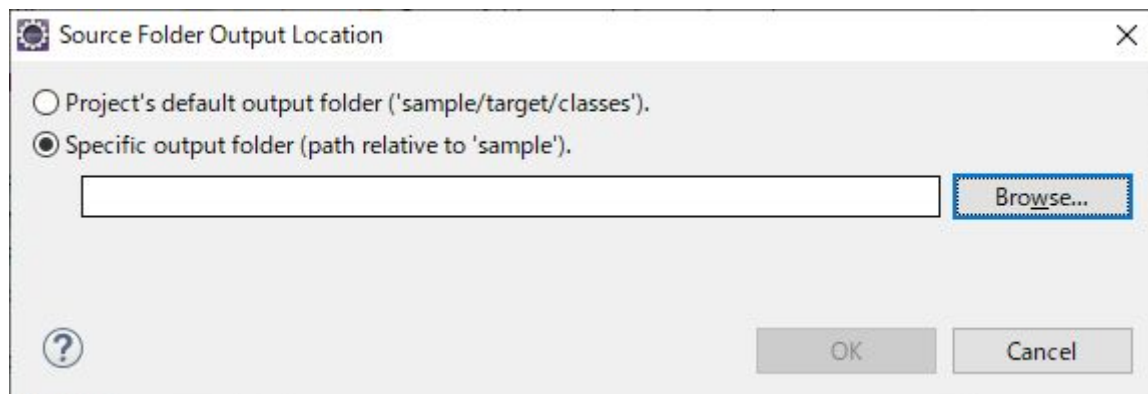 Source Folder Output Location
Project's default output folder ('sample/target/classes').
Specific output folder (path relative to 'sample').
Browse...
?
OK
Cancel